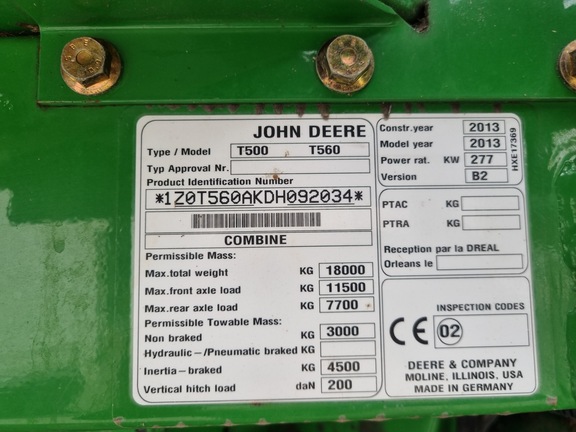 JOHN DEERE
Type / Model T500 T560
Typ Approval Nr.
Product Identification Number
*1Z0T560AKDH092034*
COMBINE
Permissible Mass:
Max.total weight KG 18000
Max.front axle load KG 11500
Max.rear axle load KG 7700
Permissible Towable Mass:
Non braked KG 3000
Hydraulic-/Pneumatic braked KG
Inertia-braked KG 4500
Vertical hitch load daN 200
Constr.year 2013
Model year 2013
Power rat. KW 277
Version B2
HXE17369
PTAC KG
PTRA KG
Reception par la DREAL
Orleans le
INSPECTION CODES
CE 02
DEERE & COMPANY
MOLINE, ILLINOIS, USA
MADE IN GERMANY